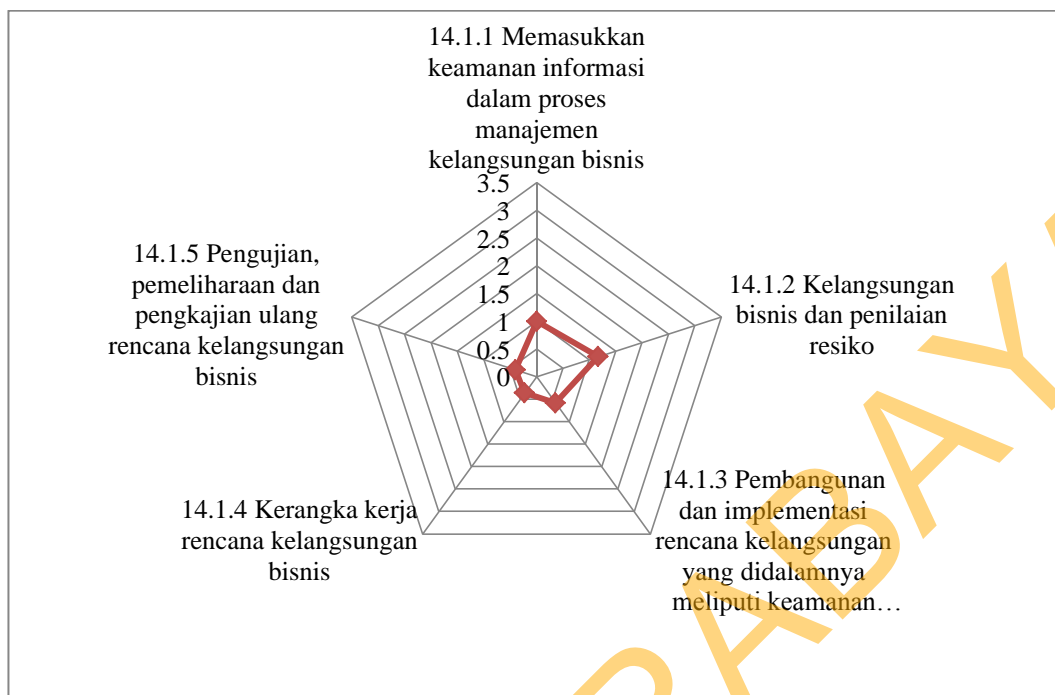 14.1.1 Memasukkan
keamanan informasi
dalam proses
manajemen
kelangsungan bisnis
3.5
3
2.5
2
1.5
1
0.5
0
14.1.2 Kelangsungan
bisnis dan penilaian
resiko
14.1.3 Pembangunan
dan implementasi
rencana kelangsungan
yang didalamnya
meliputi keamanan…
14.1.4 Kerangka kerja
rencana kelangsungan
bisnis
14.1.5 Pengujian,
pemeliharaan dan
pengkajian ulang
rencana kelangsungan
bisnis
RABAYA